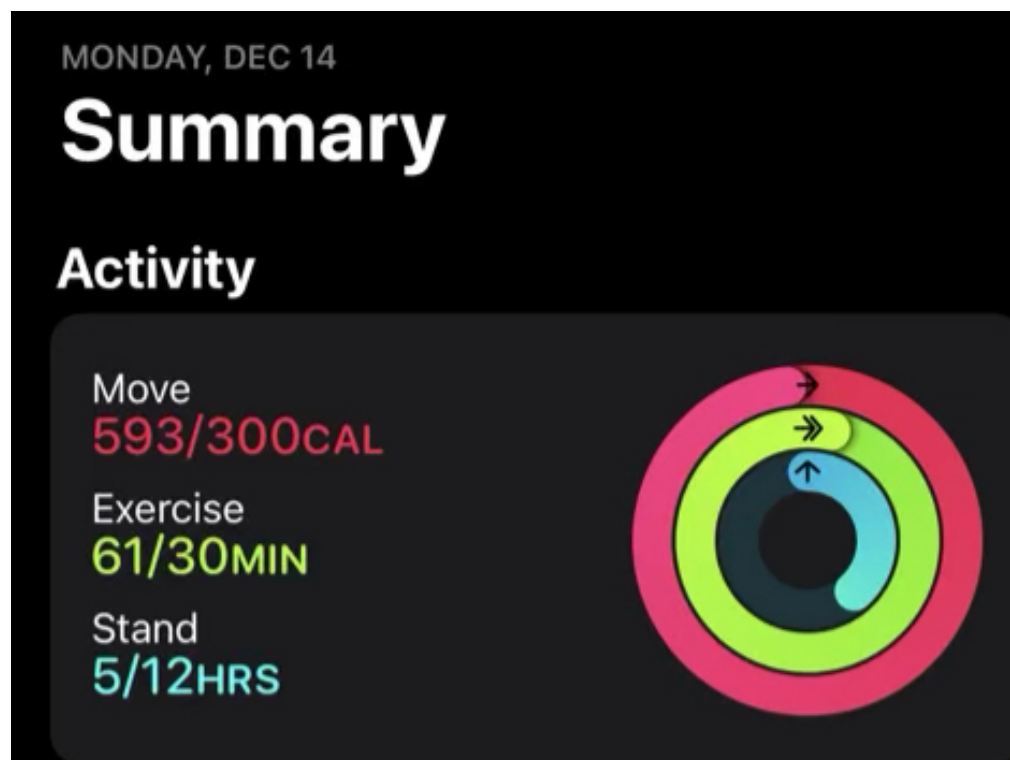 MONDAY, DEC 14
Summary
Activity
Move
593/300CAL
Exercise
61/30MIN
Stand
5/12HRS